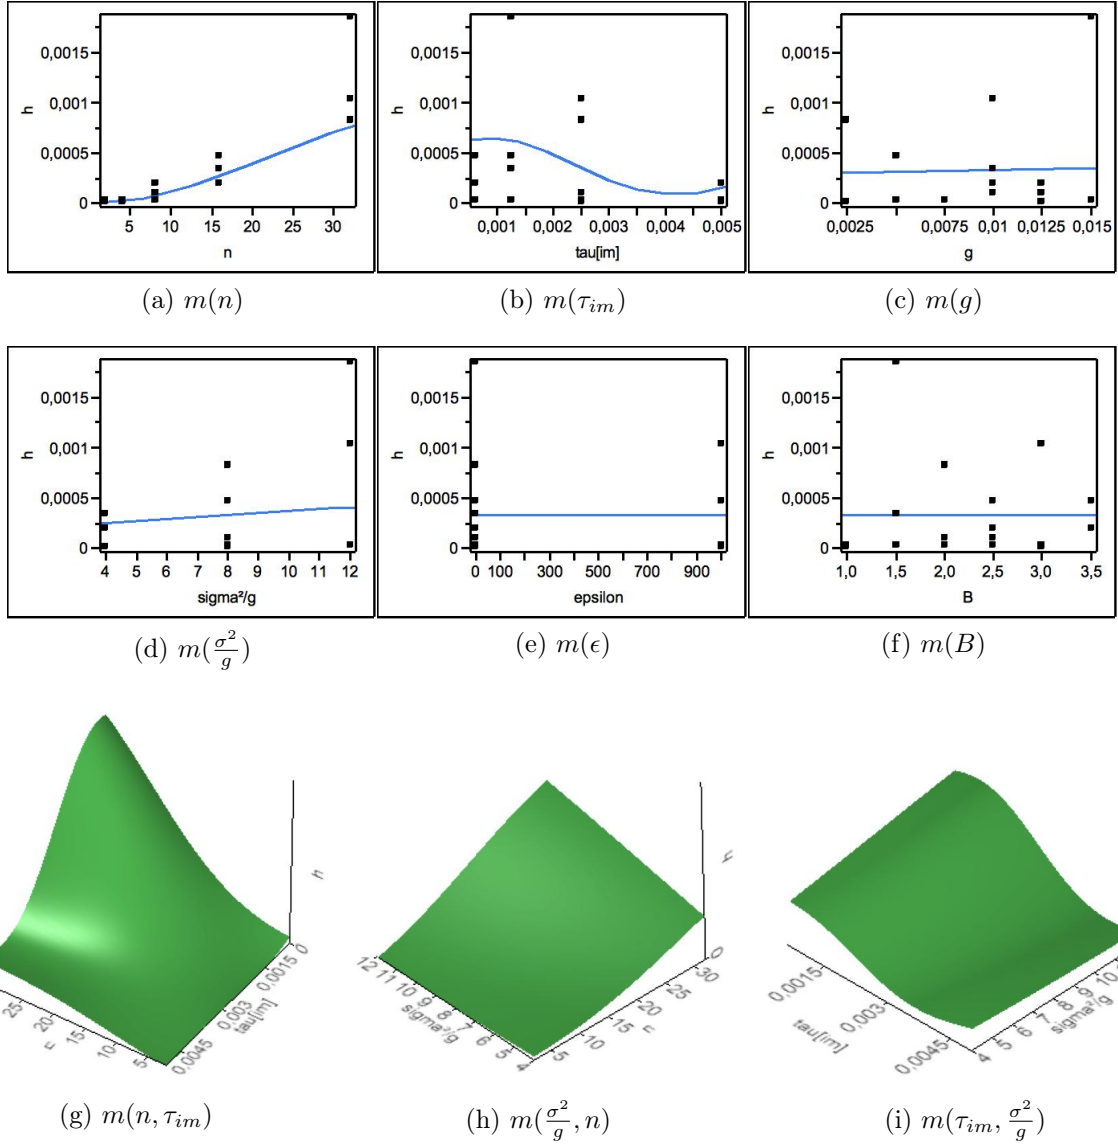 h
0,0015
0,001
0,0005
0
5 10 15 20 25 30
n
(a) m(n)
h
0,0015
0,001
0,0005
0
0,001 0,002 0,003 0,004 0,005
tau[im]
(b) m(τ_im)
h
0,0015
0,001
0,0005
0
0,0025 0,005 0,0075 0,01 0,0125 0,015
g
(c) m(g)
h
0,0015
0,001
0,0005
0
4 5 6 7 8 9 10 11 12
sigma²/g
(d) m(σ²/g)
h
0,0015
0,001
0,0005
0
0 100 300 500 700 900
epsilon
(e) m(ϵ)
h
0,0015
0,001
0,0005
0
1,0 1,5 2,0 2,5 3,0 3,5
B
(f) m(B)
h
25 20 15 10 5
n
0,0045 0,003 0,0015 0
tau[im]
(g) m(n, τ_im)
h
12 11 10 9 8 7 6 5 4
sigma²/g
5 10 15 20 25 30
n
0
(h) m(σ²/g, n)
0,0015 0,003 0,0045
tau[im]
4 5 6 7 8 9 10
sigma²/g
(i) m(τ_im, σ²/g)